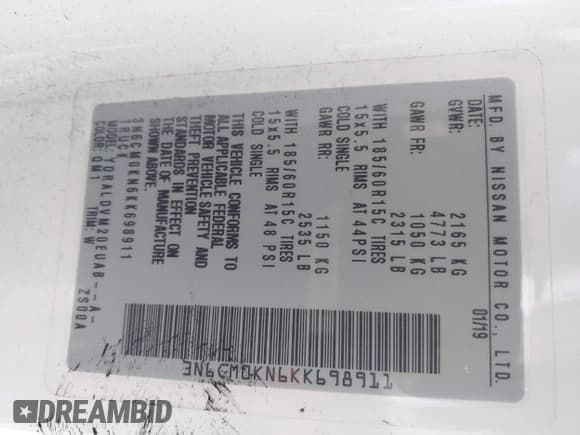 MFD. BY NISSAN MOTOR CO., LTD.
DATE: 01/19
GVWR: 2165 KG
4773 LB
GAWR FR: 1050 KG
2315 LB
WITH 185/60R15C TIRES
15x5.5 RIMS AT 44PSI
COLD SINGLE
GAWR RR: 1150 KG
2535 LB
WITH 185/60R15C TIRES
15x5.5 RIMS AT 48 PSI
COLD SINGLE
THIS VEHICLE CONFORMS TO
ALL APPLICABLE FEDERAL
MOTOR VEHICLE SAFETY AND
THEFT PREVENTION
STANDARDS IN EFFECT ON
THE DATE OF MANUFACTURE
SHOWN ABOVE.
3N6CM0KN6KK698911
TRUCK
MODEL: YQRALDVM20EUAB--A-
COLOR: QM1 TRIM: W 2S00A
3N6CM0KN6KK698911
DREAMBID